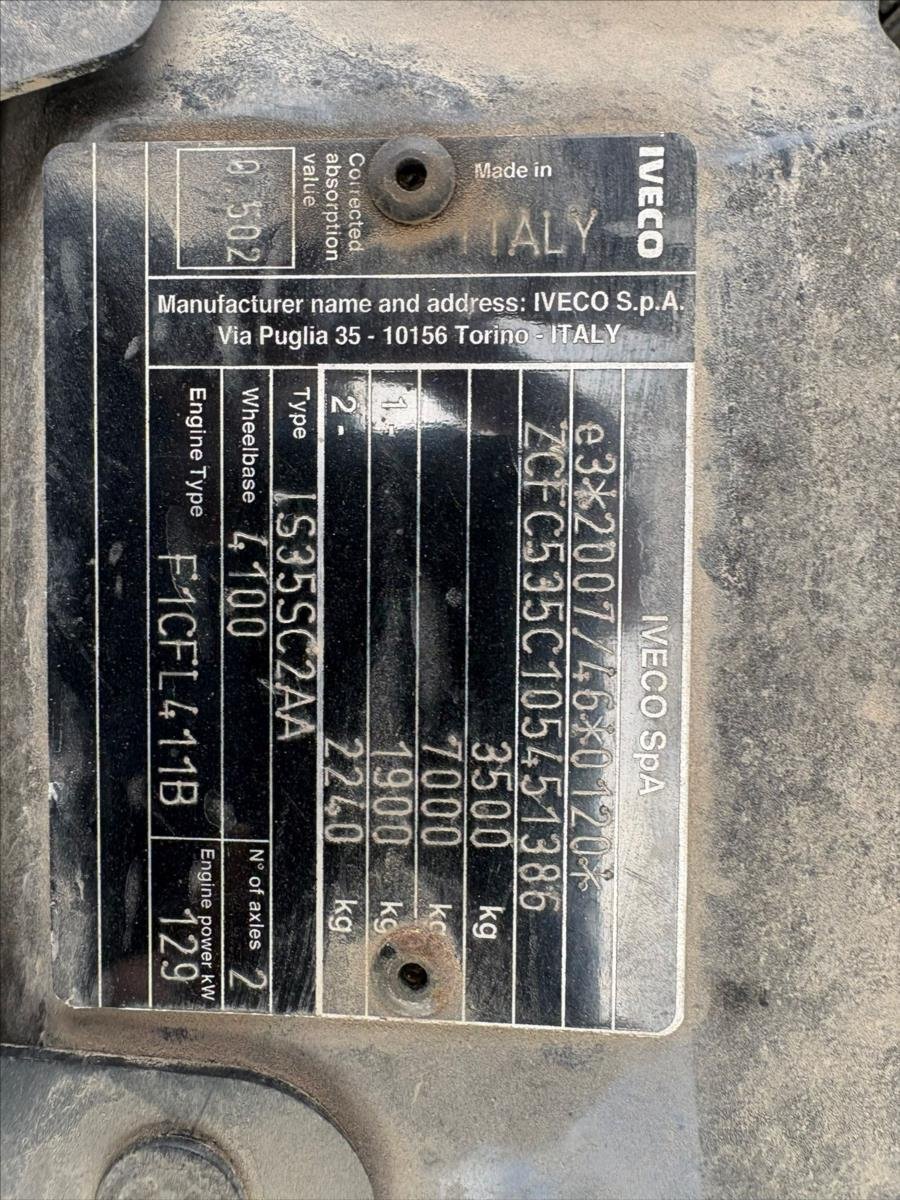 IVECO SpA
e3*2007/46*0120*
ZCFC535C105451386
3500 kg
7000 kg
1- 1900 kg
2- 2240 kg
Type IS35SC2AA
Wheelbase 4100 N° of axles 2
Engine Type F1CFL411B Engine power kW 129
Manufacturer name and address: IVECO S.p.A.
Via Puglia 35 - 10156 Torino - ITALY
IVECO
Made in
ITALY
Corrected
absorption
value
0 502